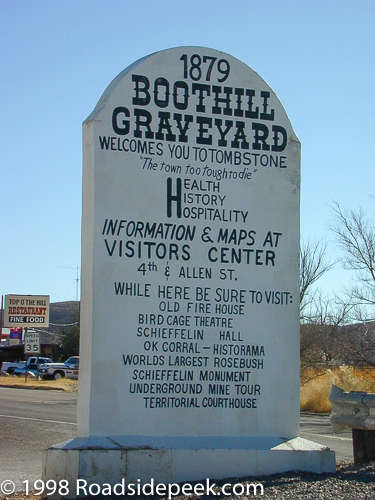 1879
BOOTHILL
GRAVEYARD
WELCOMES YOU TO TOMBSTONE
"The town too tough to die"
HEALTH
HISTORY
HOSPITALITY
INFORMATION & MAPS AT
VISITORS CENTER
4th & ALLEN ST.
WHILE HERE BE SURE TO VISIT:
OLD FIRE HOUSE
BIRD CAGE THEATRE
SCHIEFFELIN HALL
OK CORRAL - HISTORAMA
WORLDS LARGEST ROSEBUSH
SCHIEFFELIN MONUMENT
UNDERGROUND MINE TOUR
TERRITORIAL COURTHOUSE
TOP O THE HILL
RESTAURANT
FINE FOOD
SPEED
LIMIT
35
© 1998 Roadsidepeek.com